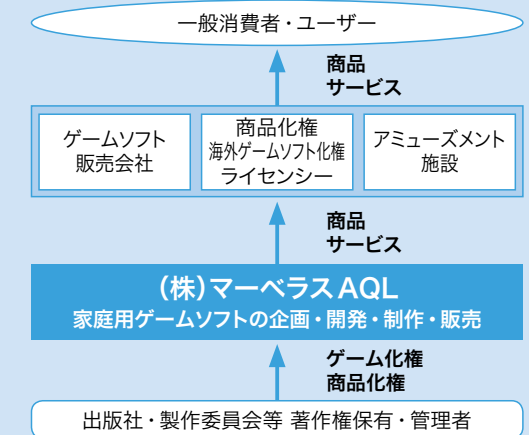 一般消費者・ユーザー
商品
サービス
ゲームソフト
販売会社
商品化権
海外ゲームソフト化権
ライセンシー
アミューズメント
施設
商品
サービス
(株)マーベラスAQL
家庭用ゲームソフトの企画・開発・制作・販売
ゲーム化権
商品化権
出版社・製作委員会等 著作権保有・管理者